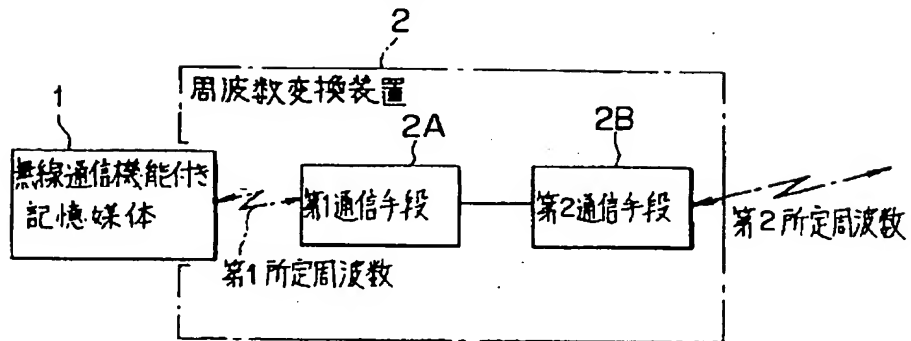 2
周波数変換装置
1
2A
2B
無線通信機能付き
記憶媒体
第1通信手段
第2通信手段
第2所定周波数
第1所定周波数